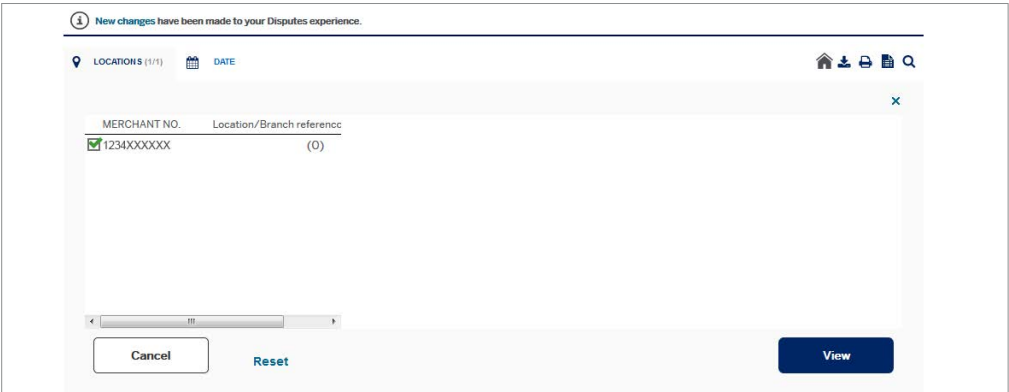 New changes have been made to your Disputes experience.
LOCATIONS (1/1) DATE
MERCHANT NO. Location/Branch reference
1234XXXXXX (0)
Cancel Reset View